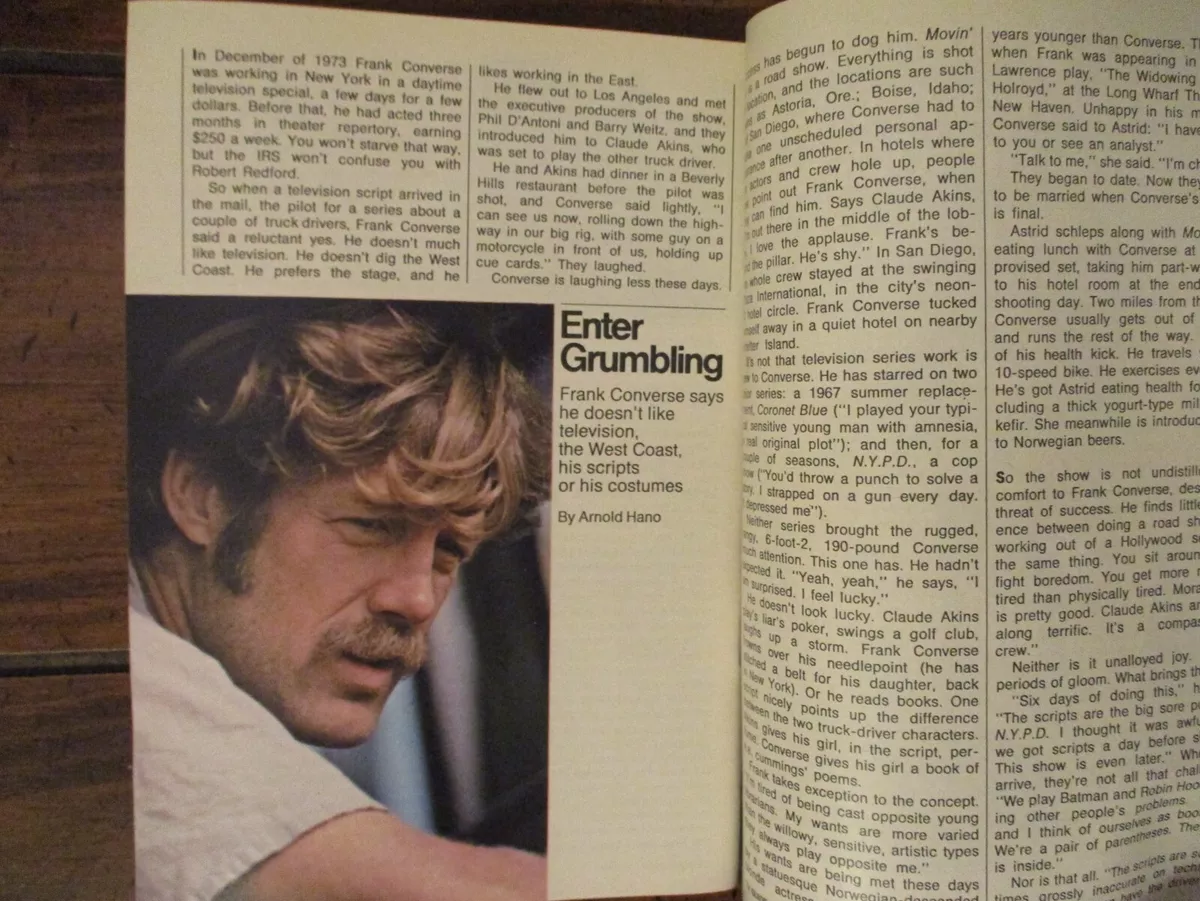 In December of 1973 Frank Converse
was working in New York in a daytime
television special, a few days for a few
dollars. Before that, he had acted three
months in theater repertory, earning
$250 a week. You won't starve that way,
but the IRS won't confuse you with
Robert Redford.
So when a television script arrived in
the mail, the pilot for a series about a
couple of truck drivers, Frank Converse
said a reluctant yes. He doesn't much
like television. He doesn't dig the West
Coast. He prefers the stage, and he
likes working in the East.
He flew out to Los Angeles and met
the executive producers of the show,
Phil D'Antoni and Barry Weitz, and they
introduced him to Claude Akins, who
was set to play the other truck driver.
He and Akins had dinner in a Beverly
Hills restaurant before the pilot was
shot, and Converse said lightly, "I
can see us now, rolling down the high-
way in our big rig, with some guy on a
motorcycle in front of us, holding up
cue cards." They laughed.
Converse is laughing less these days.
Enter
Grumbling
Frank Converse says
he doesn't like
television,
the West Coast,
his scripts
or his costumes
By Arnold Hano
has begun to dog him. Movin'
a road show. Everything is shot
and the locations are such
as Astoria, Ore.; Boise, Idaho;
San Diego, where Converse had to
one unscheduled personal ap-
after another. In hotels where
actors and crew hole up, people
point out Frank Converse, when
can find him. Says Claude Akins,
out there in the middle of the lob-
I love the applause. Frank's be-
the pillar. He's shy." In San Diego,
whole crew stayed at the swinging
International, in the city's neon-
hotel circle. Frank Converse tucked
away in a quiet hotel on nearby
Island.
It's not that television series work is
to Converse. He has starred on two
series: a 1967 summer replace-
Coronet Blue ("I played your typi-
sensitive young man with amnesia,
real original plot"); and then, for a
couple of seasons, N.Y.P.D., a cop
("You'd throw a punch to solve a
I strapped on a gun every day.
depressed me").
Neither series brought the rugged,
6-foot-2, 190-pound Converse
much attention. This one has. He hadn't
expected it. "Yeah, yeah," he says, "I
surprised. I feel lucky."
He doesn't look lucky. Claude Akins
liar's poker, swings a golf club,
up a storm. Frank Converse
over his needlepoint (he has
a belt for his daughter, back
New York). Or he reads books. One
script nicely points up the difference
between the two truck-driver characters.
gives his girl, in the script, per-
Converse gives his girl a book of
cummings' poems.
Frank takes exception to the concept.
tired of being cast opposite young
My wants are more varied
the willowy, sensitive, artistic types
always play opposite me."
His wants are being met these days
a statuesque Norwegian-descended
actress
years younger than Converse.
when Frank was appearing in
Lawrence play, "The Widowing
Holroyd," at the Long Wharf
New Haven. Unhappy in his
Converse said to Astrid: "I have
to you or see an analyst."
"Talk to me," she said. "I'm
They began to date. Now they
to be married when Converse's
is final.
Astrid schleps along with
eating lunch with Converse at
provised set, taking him part-w
to his hotel room at the end
shooting day. Two miles from
Converse usually gets out of
and runs the rest of the way.
of his health kick. He travels
10-speed bike. He exercises
He's got Astrid eating health
cluding a thick yogurt-type
kefir. She meanwhile is
to Norwegian beers.
So the show is not
comfort to Frank Converse,
threat of success. He finds
ence between doing a road
working out of a Hollywood
the same thing. You sit
fight boredom. You get more
tired than physically tired.
is pretty good. Claude Akins
along terrific. It's a
crew."
Neither is it unalloyed joy.
periods of gloom. What brings
"Six days of doing this,"
"The scripts are the big sore
N.Y.P.D. I thought it was
we got scripts a day before
This show is even later."
arrive, they're not all that
"We play Batman and Robin
ing other people's problems.
and I think of ourselves as
We're a pair of parentheses.
is inside."
Nor is that all. "The scripts are
times grossly inaccurate on
have the